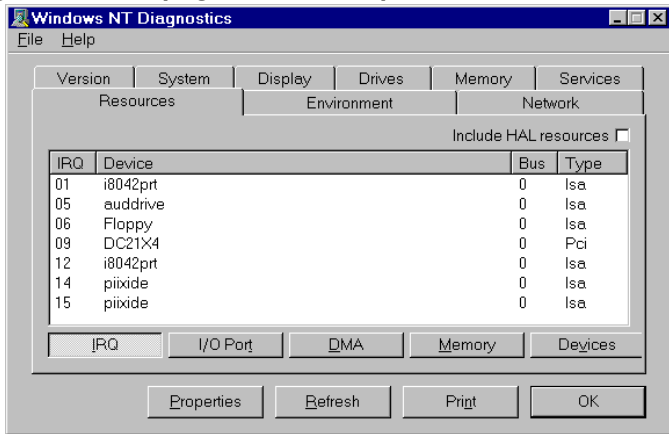 Windows NT Diagnostics
File Help
Version System Display Drives Memory Services
Resources Environment Network
Include HAL resources
IRQ Device Bus Type
01 i8042prt 0 Isa
05 auddrive 0 Isa
06 Floppy 0 Isa
09 DC21X4 0 Pci
12 i8042prt 0 Isa
14 piixide 0 Isa
15 piixide 0 Isa
IRQ I/O Port DMA Memory Devices
Properties Refresh Print OK